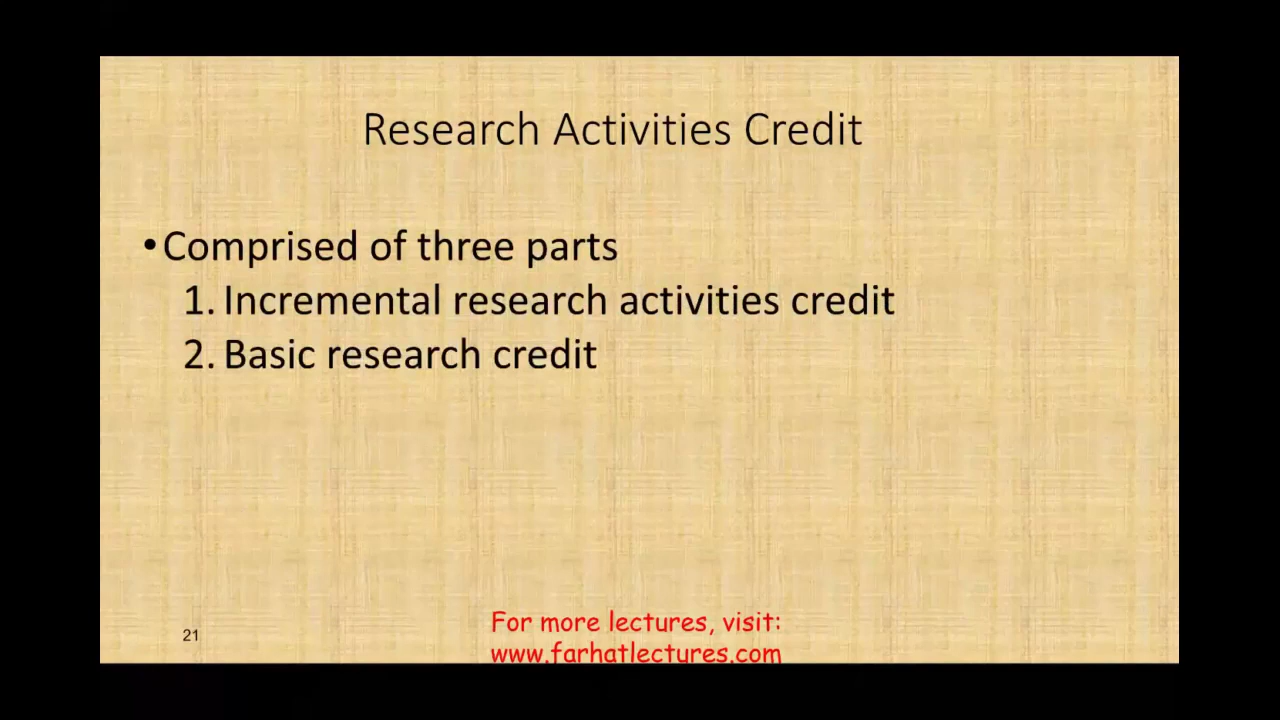 Research Activities Credit
•Comprised of three parts
1. Incremental research activities credit
2. Basic research credit
21
For more lectures, visit:
www.farhatlectures.com